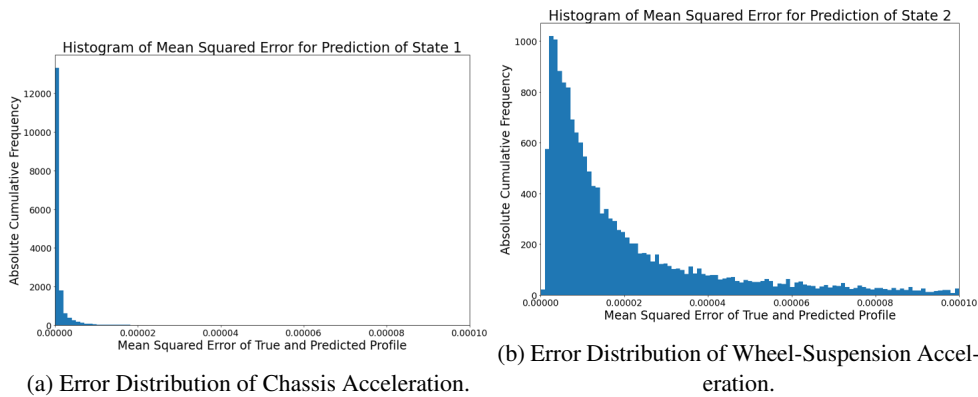 Histogram of Mean Squared Error for Prediction of State 1
Absolute Cumulative Frequency
12000
10000
8000
6000
4000
2000
0
0.00000 0.00002 0.00004 0.00006 0.00008 0.00010
Mean Squared Error of True and Predicted Profile
(a) Error Distribution of Chassis Acceleration.
Histogram of Mean Squared Error for Prediction of State 2
Absolute Cumulative Frequency
1000
800
600
400
200
0
0.00000 0.00002 0.00004 0.00006 0.00008 0.00010
Mean Squared Error of True and Predicted Profile
(b) Error Distribution of Wheel-Suspension Accel-
eration.